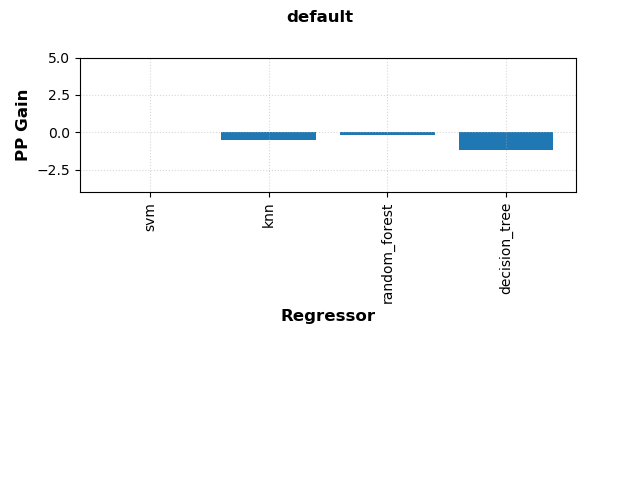 default
5.0
2.5
0.0
−2.5
PP Gain
svm
knn
random_forest
decision_tree
Regressor